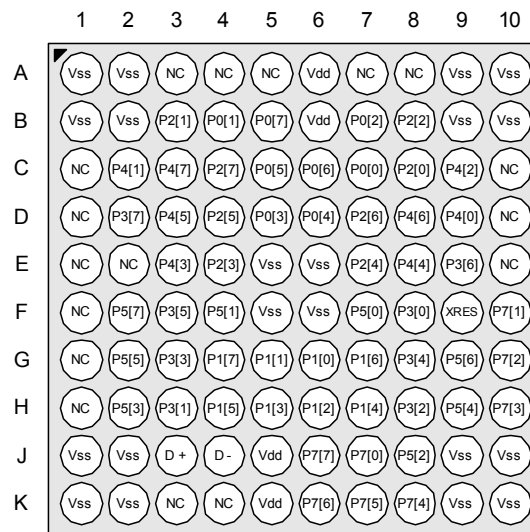 1 2 3 4 5 6 7 8 9 10
A Vss Vss NC NC NC Vdd NC NC Vss Vss
B Vss Vss P2[1] P0[1] P0[7] Vdd P0[2] P2[2] Vss Vss
C NC P4[1] P4[7] P2[7] P0[5] P0[6] P0[0] P2[0] P4[2] NC
D NC P3[7] P4[5] P2[5] P0[3] P0[4] P2[6] P4[6] P4[0] NC
E NC NC P4[3] P2[3] Vss Vss P2[4] P4[4] P3[6] NC
F NC P5[7] P3[5] P5[1] Vss Vss P5[0] P3[0] XRES P7[1]
G NC P5[5] P3[3] P1[7] P1[1] P1[0] P1[6] P3[4] P5[6] P7[2]
H NC P5[3] P3[1] P1[5] P1[3] P1[2] P1[4] P3[2] P5[4] P7[3]
J Vss Vss D + D - Vdd P7[7] P7[0] P5[2] Vss Vss
K Vss Vss NC NC Vdd P7[6] P7[5] P7[4] Vss Vss